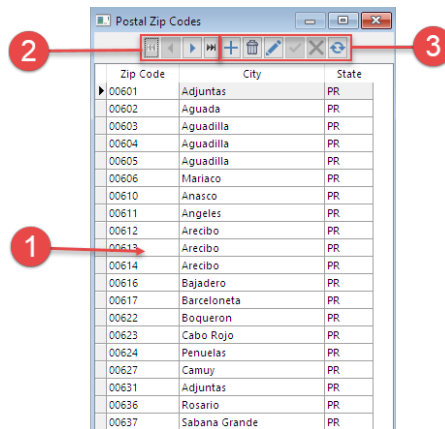 Postal Zip Codes
2
3
Zip Code City State
00601 Adjuntas PR
00602 Aguada PR
00603 Aguadilla PR
00604 Aguadilla PR
00605 Aguadilla PR
00606 Mariaco PR
00610 Anasco PR
00611 Angeles PR
00612 Arecibo PR
1
00613 Arecibo PR
00614 Arecibo PR
00616 Bajadero PR
00617 Barceloneta PR
00622 Boqueron PR
00623 Cabo Rojo PR
00624 Penuelas PR
00627 Camuy PR
00631 Adjuntas PR
00636 Rosario PR
00637 Sabana Grande PR